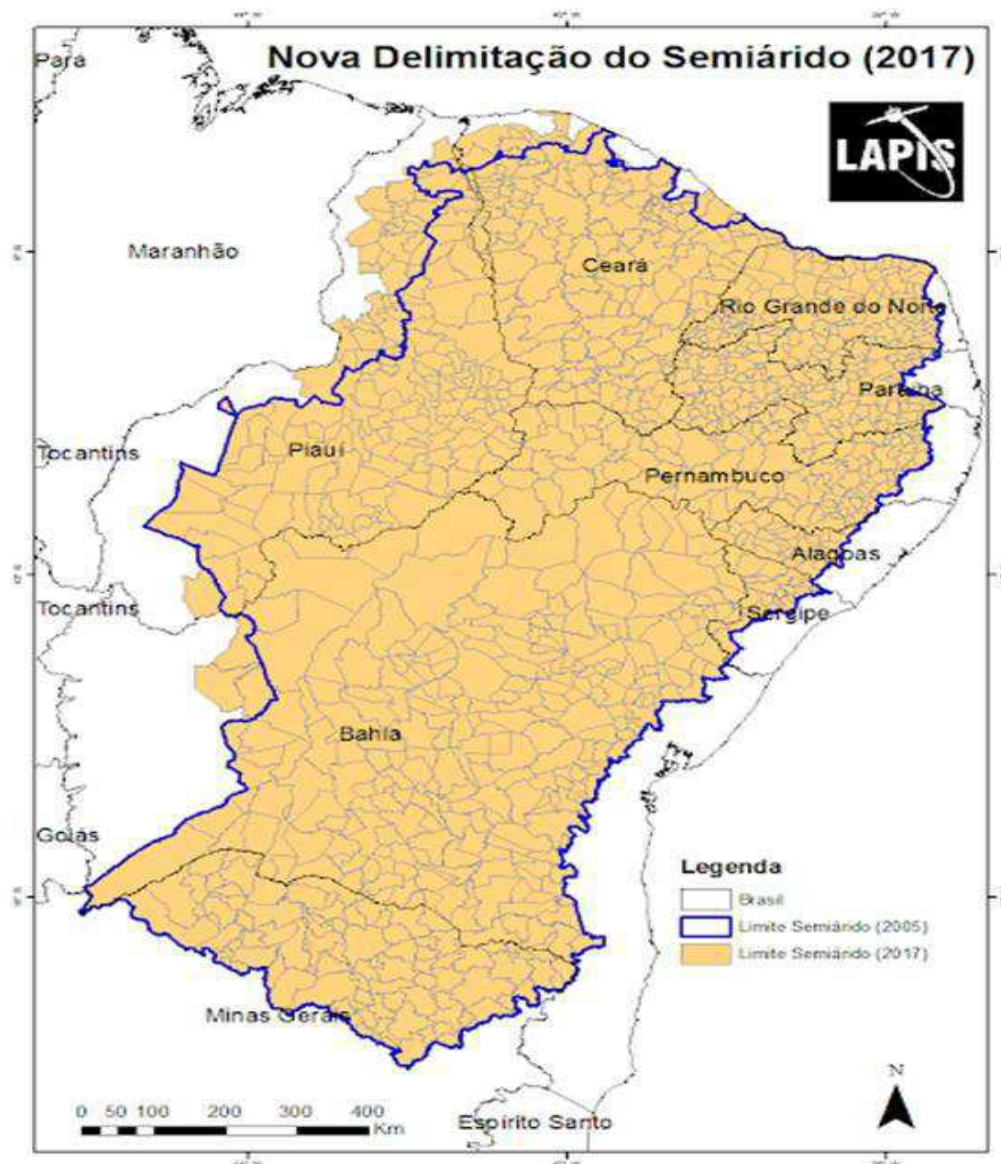 Nova Delimitação do Semiárido (2017)
Pará
LAPIS
Maranhão
Ceará
Rio Grande do Norte
Paraíba
Tocantins
Piauí
Pernambuco
Alagoas
Tocantins
Sergipe
Bahia
Goiás
Legenda
Brasil
Limite Semiárido (2005)
Limite Semiárido (2017)
Minas Gerais
N
0 50 100 200 300 400
Km
Espírito Santo